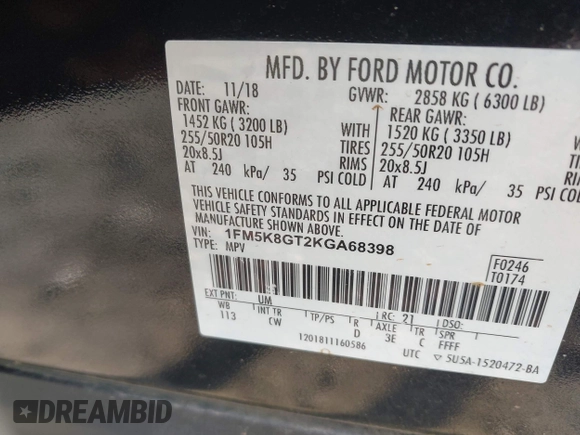 MFD. BY FORD MOTOR CO.
DATE: 11/18 GVWR: 2858 KG ( 6300 LB)
FRONT GAWR: REAR GAWR:
1452 KG ( 3200 LB) WITH 1520 KG ( 3350 LB)
255/50R20 105H TIRES 255/50R20 105H
20x8.5J RIMS 20x8.5J
AT 240 kPa/ 35 PSI COLD AT 240 kPa/ 35 PSI COLD
THIS VEHICLE CONFORMS TO ALL APPLICABLE FEDERAL MOTOR
VEHICLE SAFETY STANDARDS IN EFFECT ON THE DATE OF
MANUFACTURE SHOWN ABOVE.
VIN: 1FM5K8GT2KGA68398
TYPE: MPV
F0246
T0174
EXT PNT: UM RC: 21 DSO:
WB INT TR TP/PS R AXLE TR SPR
113 CW D 3E C FFFF
1201811160586 UTC ▽ 5USA-1520472-BA
DREAMBID